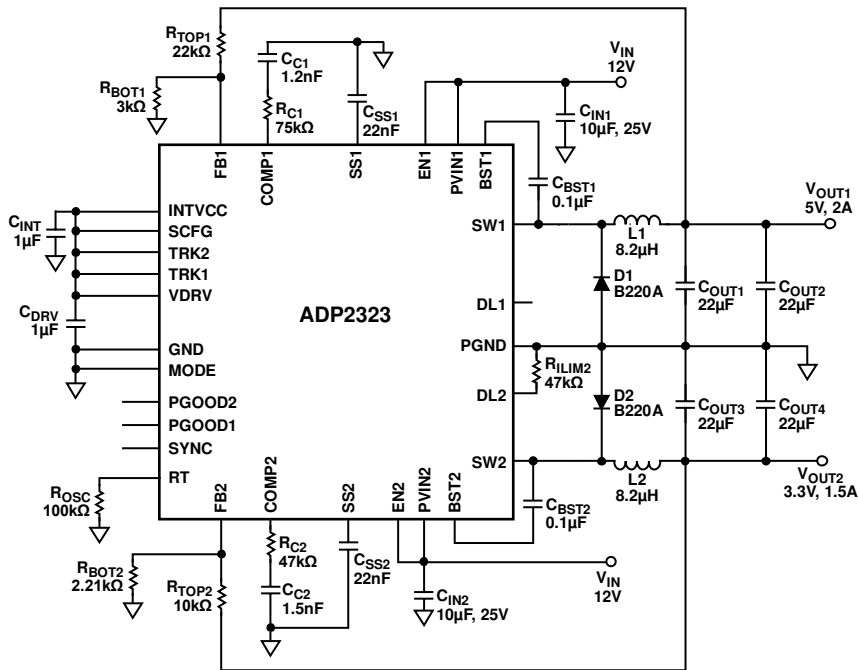 RTOP1
22kΩ
CC1
1.2nF
VIN
12V
RBOT1
3kΩ
RC1
75kΩ
CSS1
22nF
CIN1
10µF, 25V
FB1
COMP1
SS1
EN1
PVIN1
BST1
CBST1
0.1µF
INTVCC
SCFG
TRK2
TRK1
VDRV
GND
MODE
PGOOD2
PGOOD1
SYNC
RT
CINT
1µF
CDRV
1µF
ROSC
100kΩ
ADP2323
SW1
DL1
PGND
DL2
SW2
L1
8.2µH
VOUT1
5V, 2A
D1
B220A
COUT1
22µF
COUT2
22µF
RILIM2
47kΩ
D2
B220A
COUT3
22µF
COUT4
22µF
L2
8.2µH
VOUT2
3.3V, 1.5A
FB2
COMP2
SS2
EN2
PVIN2
BST2
CBST2
0.1µF
RBOT2
2.21kΩ
RTOP2
10kΩ
RC2
47kΩ
CC2
1.5nF
CSS2
22nF
CIN2
10µF, 25V
VIN
12V